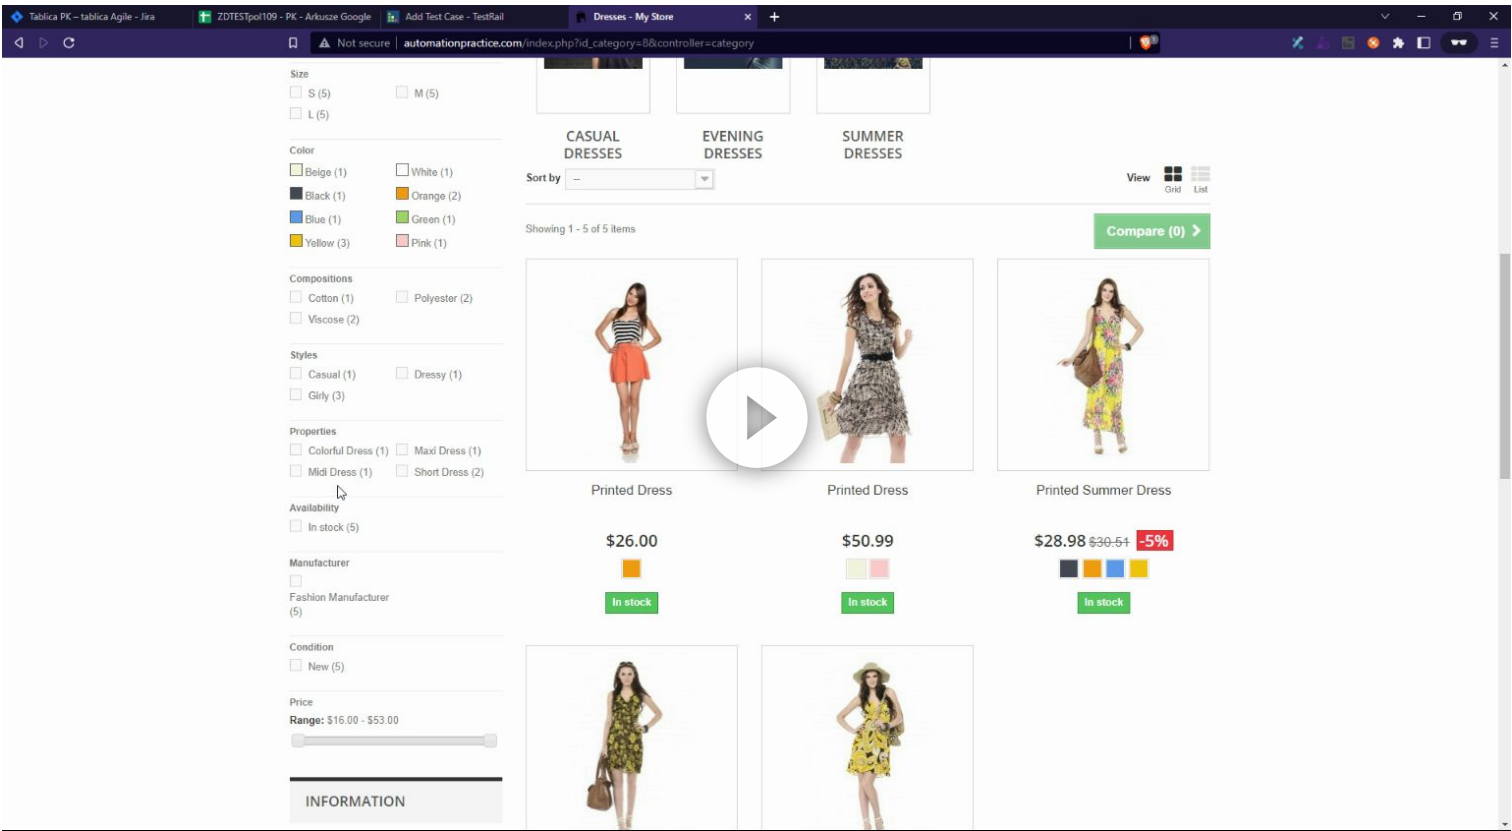 Tablica PK – tablica Agile - Jira
ZDTESTpol109 - PK - Arkusze Google
Add Test Case - TestRail
Dresses - My Store
Not secure
automationpractice.com/index.php?id_category=8&controller=category
Size
S (5)
M (5)
L (5)
Color
Beige (1)
White (1)
Black (1)
Orange (2)
Blue (1)
Green (1)
Yellow (3)
Pink (1)
Compositions
Cotton (1)
Polyester (2)
Viscose (2)
Styles
Casual (1)
Dressy (1)
Girly (3)
Properties
Colorful Dress (1)
Maxi Dress (1)
Midi Dress (1)
Short Dress (2)
Availability
In stock (5)
Manufacturer
Fashion Manufacturer
(5)
Condition
New (5)
Price
Range: $16.00 - $53.00
INFORMATION
CASUAL
DRESSES
EVENING
DRESSES
SUMMER
DRESSES
Sort by
--
View
Grid
List
Showing 1 - 5 of 5 items
Compare (0)
Printed Dress
$26.00
In stock
Printed Dress
$50.99
In stock
Printed Summer Dress
$28.98 $30.51 -5%
In stock